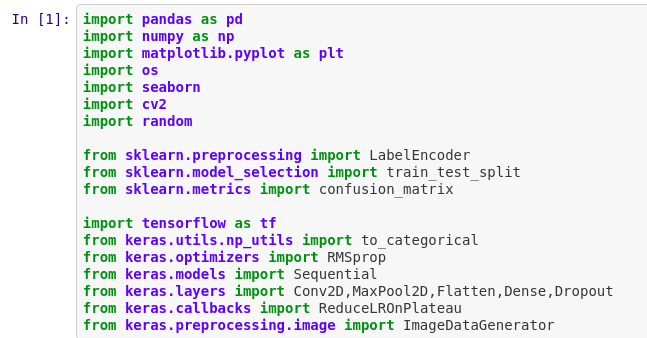 In [1]: import pandas as pd
import numpy as np
import matplotlib.pyplot as plt
import os
import seaborn
import cv2
import random

from sklearn.preprocessing import LabelEncoder
from sklearn.model_selection import train_test_split
from sklearn.metrics import confusion_matrix

import tensorflow as tf
from keras.utils.np_utils import to_categorical
from keras.optimizers import RMSprop
from keras.models import Sequential
from keras.layers import Conv2D,MaxPool2D,Flatten,Dense,Dropout
from keras.callbacks import ReduceLROnPlateau
from keras.preprocessing.image import ImageDataGenerator